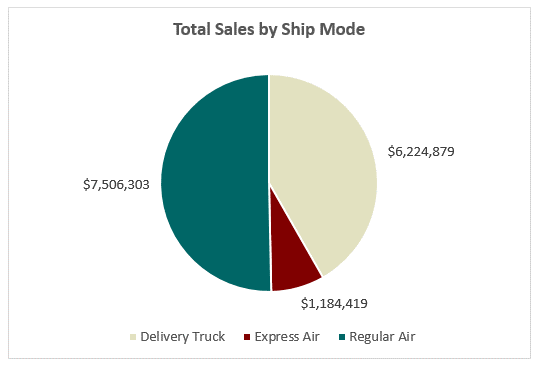 Total Sales by Ship Mode
$6,224,879
$7,506,303
$1,184,419
Delivery Truck Express Air Regular Air